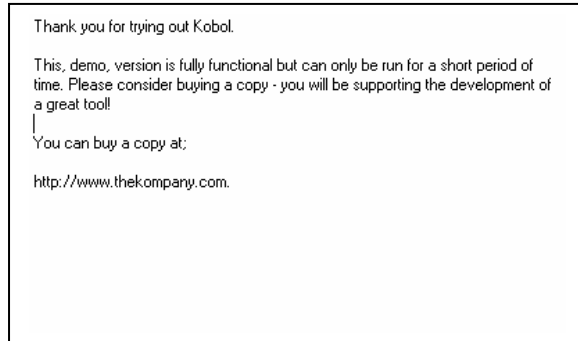 Thank you for trying out Kobol.
This, demo, version is fully functional but can only be run for a short period of
time. Please consider buying a copy - you will be supporting the development of
a great tool!
You can buy a copy at;
http://www.thekompany.com.